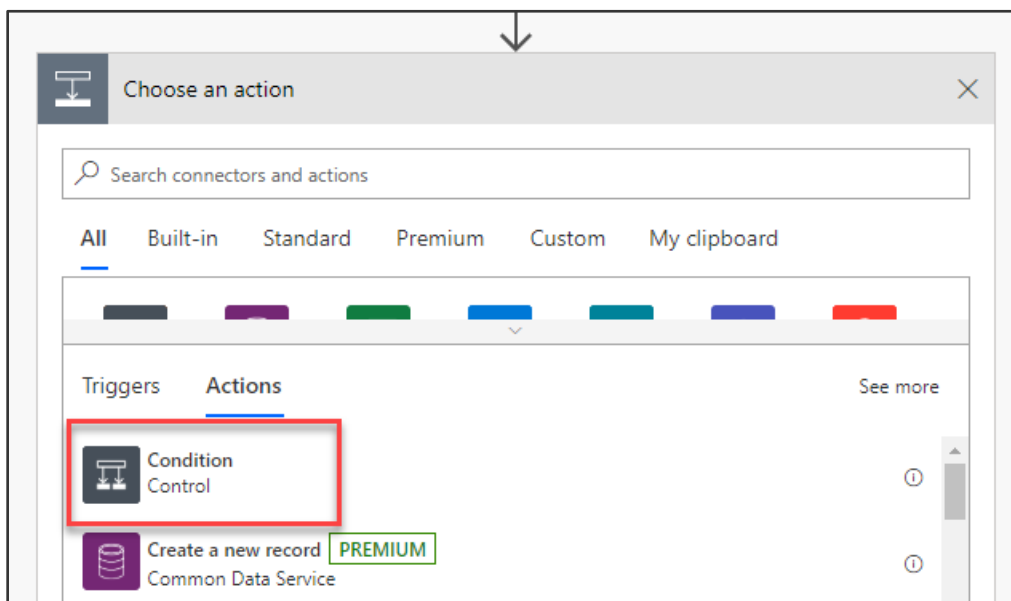 Choose an action
Search connectors and actions
All Built-in Standard Premium Custom My clipboard
Triggers Actions See more
Condition
Control
Create a new record PREMIUM
Common Data Service